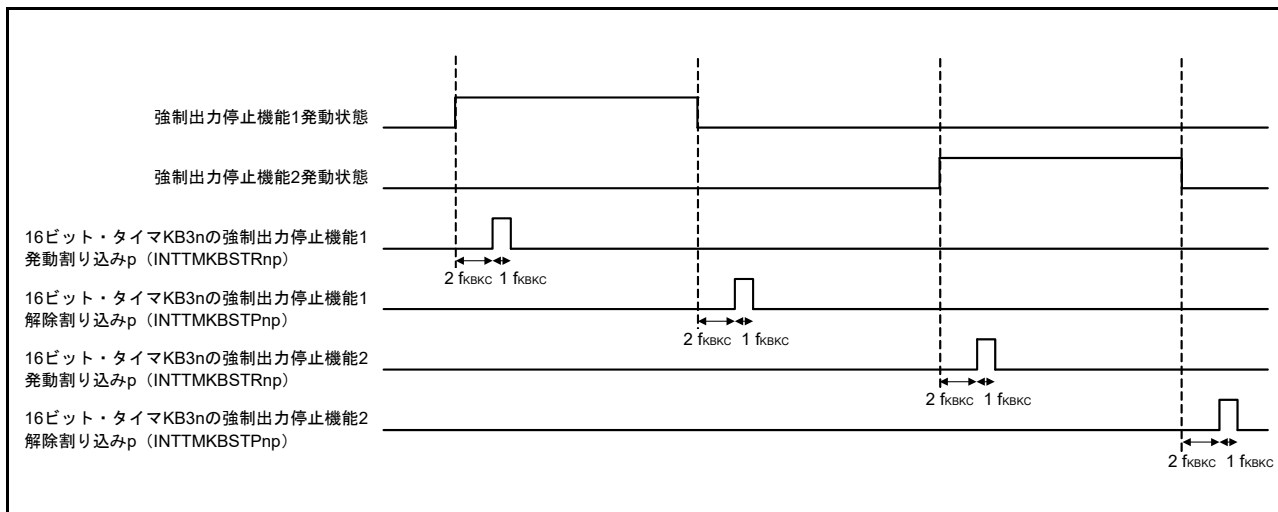 強制出力停止機能1発動状態
強制出力停止機能2発動状態
16ビット・タイマKB3nの強制出力停止機能1
発動割り込みp（INTTMKBSTRnp）
2 fKBKC 1 fKBKC
16ビット・タイマKB3nの強制出力停止機能1
解除割り込みp（INTTMKBSTPnp）
2 fKBKC 1 fKBKC
16ビット・タイマKB3nの強制出力停止機能2
発動割り込みp（INTTMKBSTRnp）
2 fKBKC 1 fKBKC
16ビット・タイマKB3nの強制出力停止機能2
解除割り込みp（INTTMKBSTPnp）
2 fKBKC 1 fKBKC